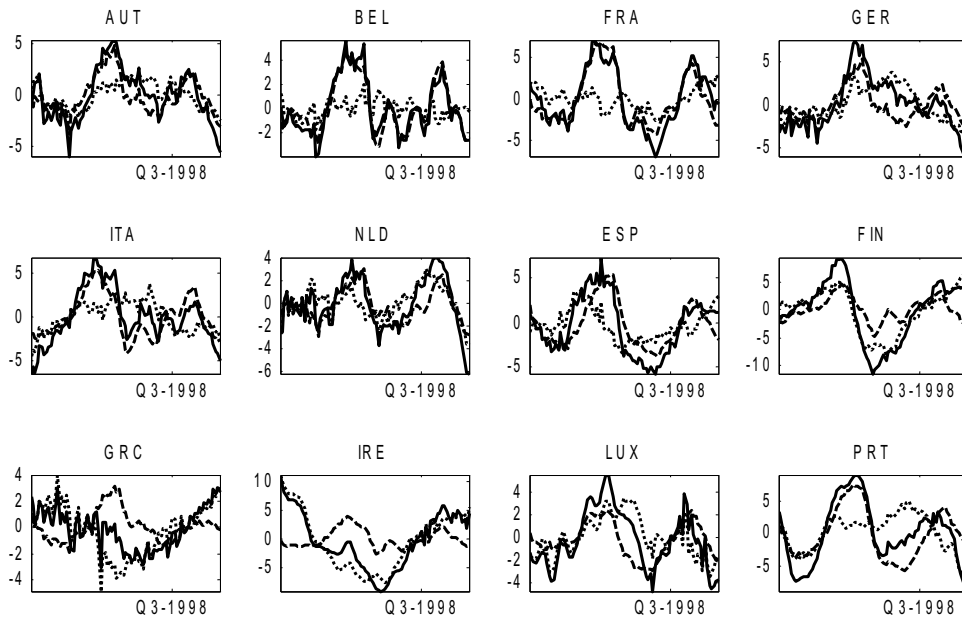 AUT BEL FRA GER
5 0 -5
4 2 0 -2
5 0 -5
5 0 -5
Q3-1998 Q3-1998 Q3-1998 Q3-1998
ITA NLD ESP FIN
5 0 -5
4 2 0 -2 -4 -6
5 0 -5
5 0 -5 -10
Q3-1998 Q3-1998 Q3-1998 Q3-1998
GRC IRE LUX PRT
4 2 0 -2 -4
10 5 0 -5
4 2 0 -2 -4
5 0 -5
Q3-1998 Q3-1998 Q3-1998 Q3-1998